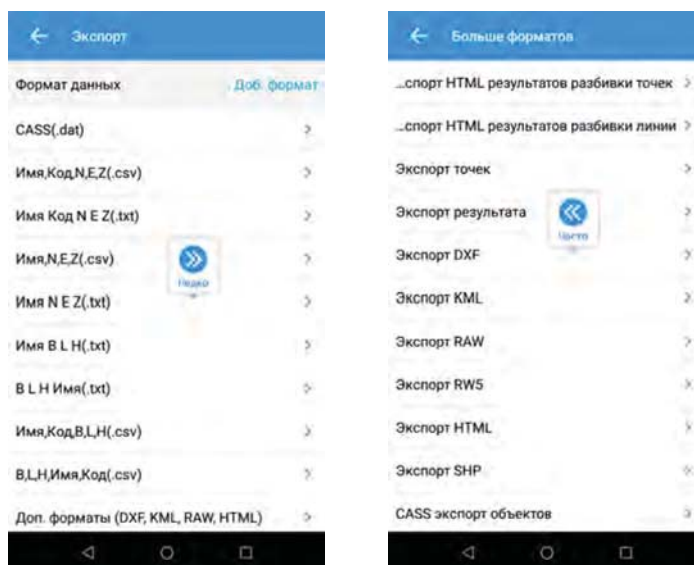 Экспорт
Формат данных Доб. формат
CASS(.dat)
Имя,Код,N,E,Z(.csv)
Имя Код N E Z(.txt)
Имя,N,E,Z(.csv)
Имя N E Z(.txt)
Имя B L H(.txt)
B L H Имя(.txt)
Имя,Код,B,L,H(.csv)
B,L,H,Имя,Код(.csv)
Доп. форматы (DXF, KML, RAW, HTML)
Больше форматов
...спорт HTML результатов разбивки точек
...спорт HTML результатов разбивки линии
Экспорт точек
Экспорт результата
Часто
Экспорт DXF
Экспорт KML
Экспорт RAW
Экспорт RW5
Экспорт HTML
Экспорт SHP
CASS экспорт объектов